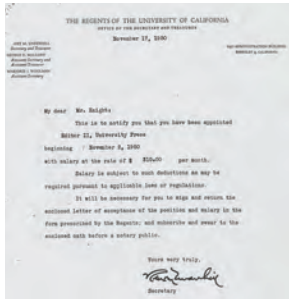 THE REGENTS OF THE UNIVERSITY OF CALIFORNIA
OFFICE OF THE SECRETARY AND TREASURER
November 15, 1950
My dear Mr. Knight:
This is to notify you that you have been appointed
Editor II, University Press
beginning November 8, 1950
with salary at the rate of $ per month.
Salary is subject to such deductions as may be
required pursuant to applicable laws or regulations.
It will be necessary for you to sign and return the
enclosed letter of acceptance of the position and salary in the
form prescribed by the Regents; and subscribe and swear to the
enclosed oath before a notary public.
Yours very truly,
Secretary